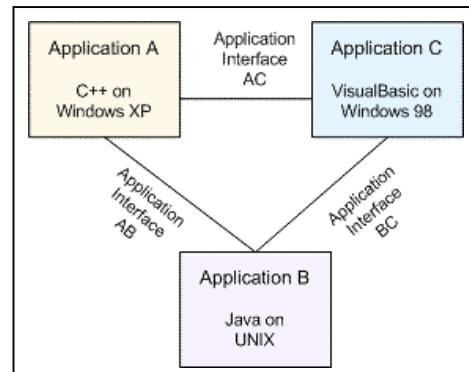 Application A
C++ on
Windows XP
Application
Interface
AC
Application C
VisualBasic on
Windows 98
Application
Interface
AB
Application
Interface
BC
Application B
Java on
UNIX